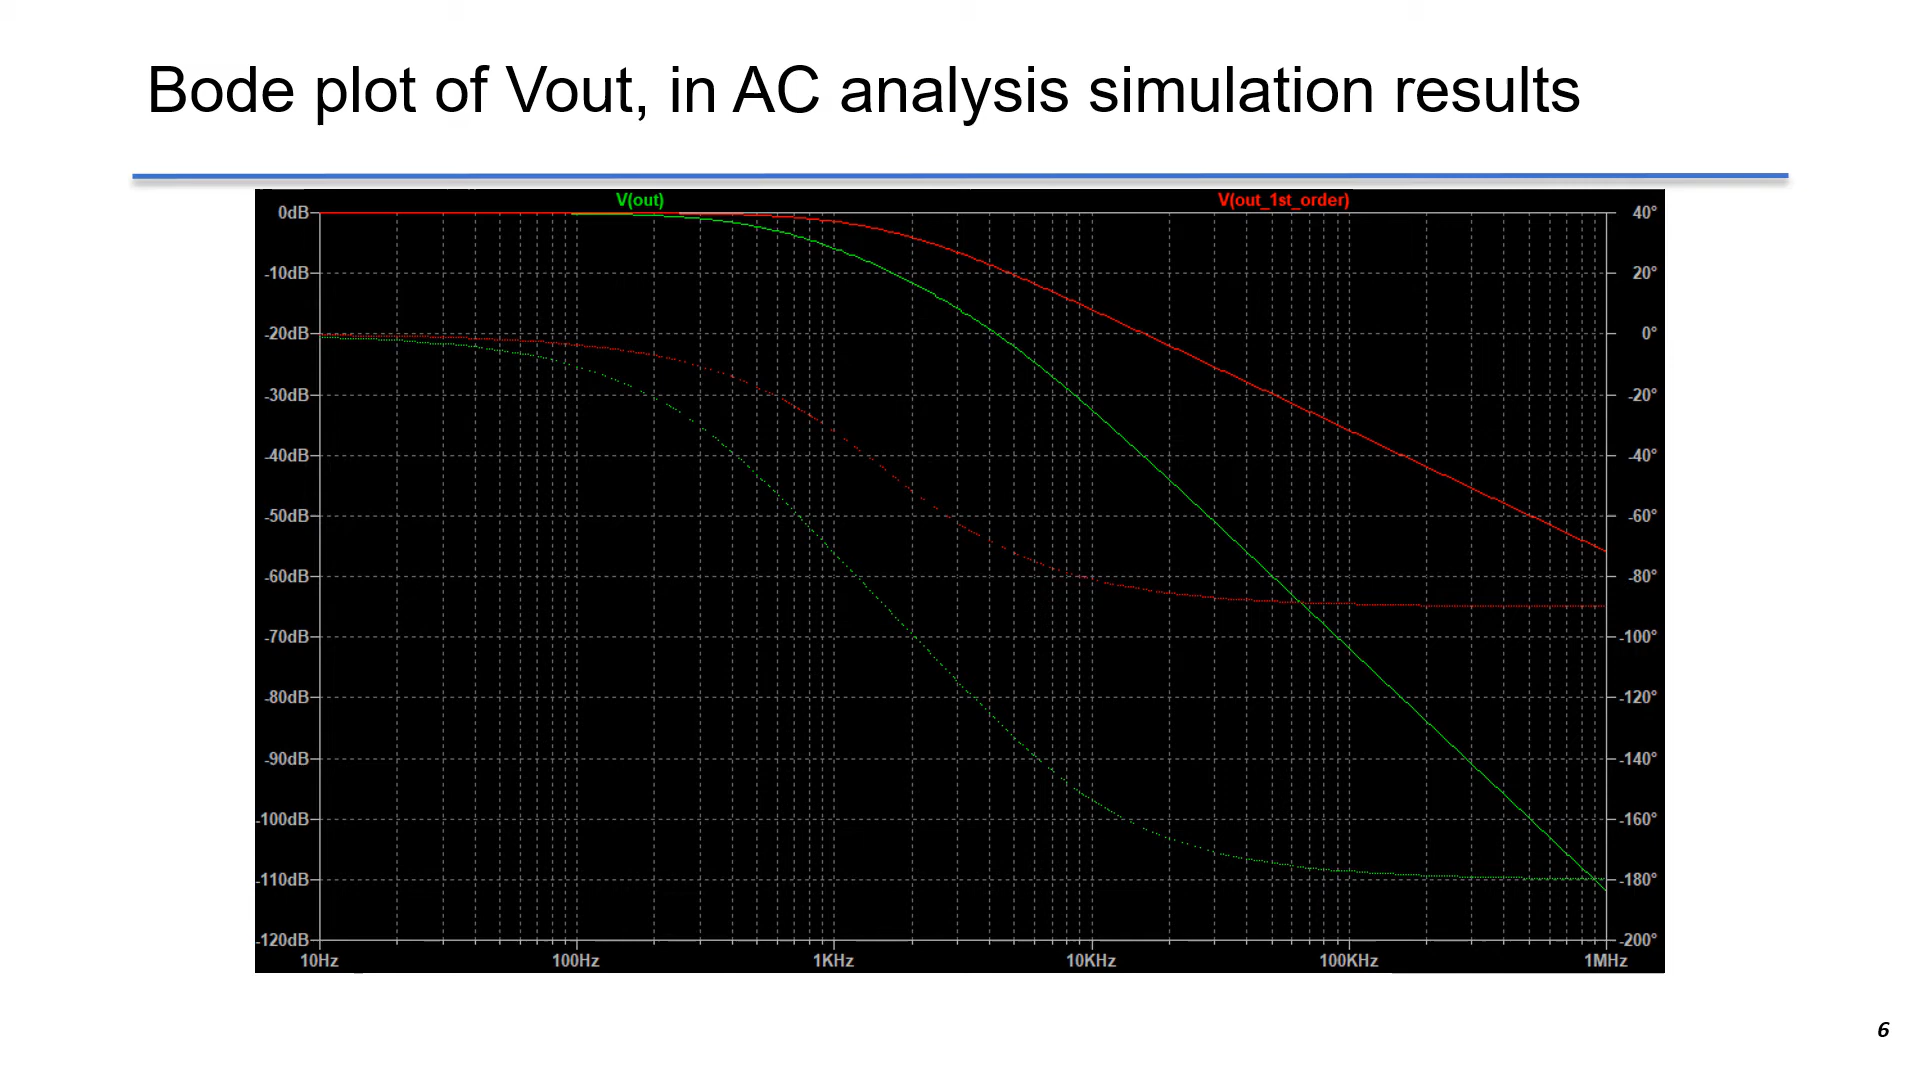 Bode plot of Vout, in AC analysis simulation results
V(out) V(out_1st_order)
0dB 40°
-10dB 20°
-20dB 0°
-30dB -20°
-40dB -40°
-50dB -60°
-60dB -80°
-70dB -100°
-80dB -120°
-90dB -140°
-100dB -160°
-110dB -180°
-120dB -200°
10Hz 100Hz 1KHz 10KHz 100KHz 1MHz
6